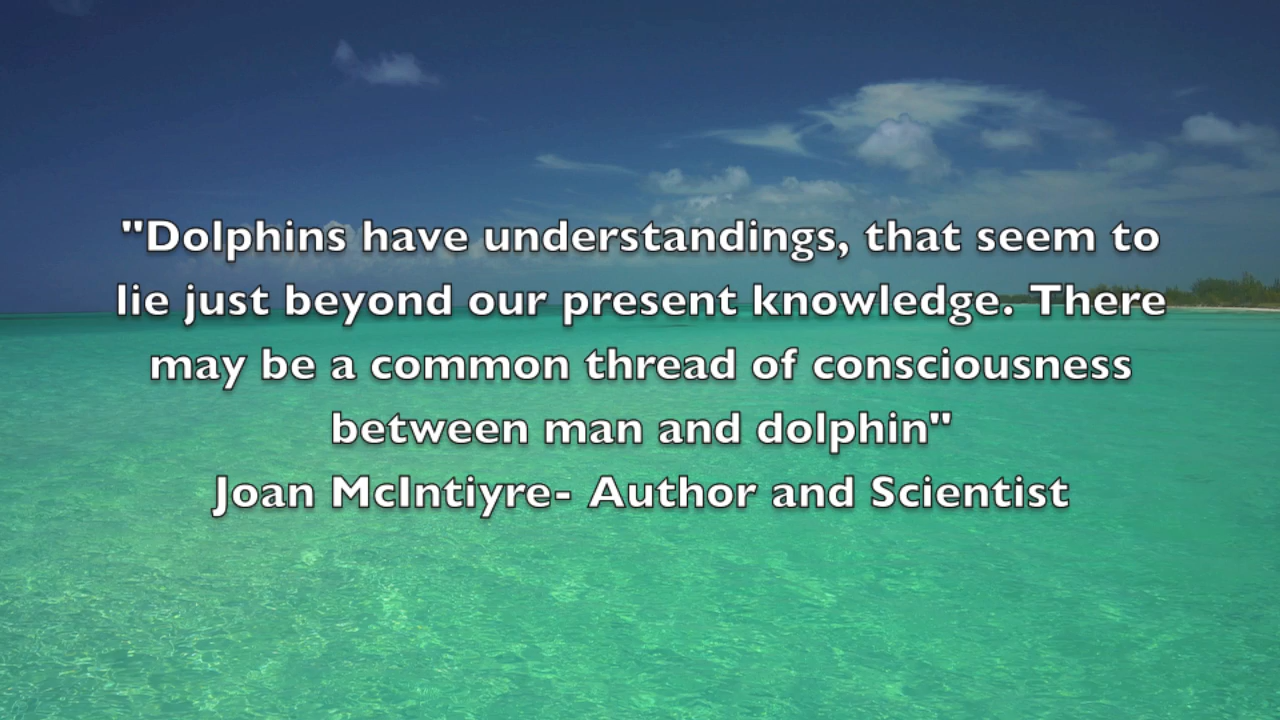 "Dolphins have understandings, that seem to
lie just beyond our present knowledge. There
may be a common thread of consciousness
between man and dolphin"
Joan McIntiyre- Author and Scientist